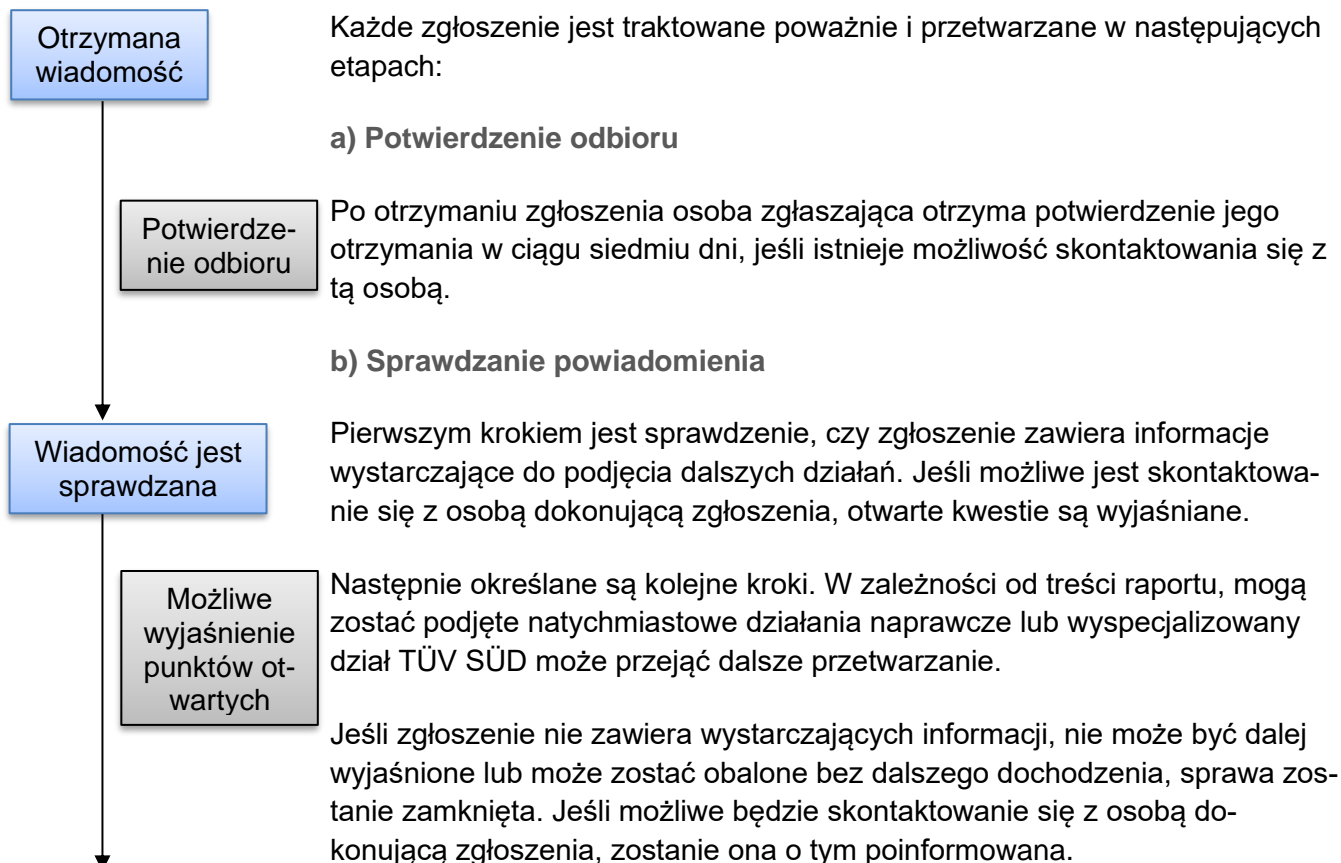 Otrzymana
wiadomość
Każde zgłoszenie jest traktowane poważnie i przetwarzane w następujących
etapach:
a) Potwierdzenie odbioru
Potwierdze-
nie odbioru
Po otrzymaniu zgłoszenia osoba zgłaszająca otrzyma potwierdzenie jego
otrzymania w ciągu siedmiu dni, jeśli istnieje możliwość skontaktowania się z
tą osobą.
b) Sprawdzanie powiadomienia
Wiadomość jest
sprawdzana
Pierwszym krokiem jest sprawdzenie, czy zgłoszenie zawiera informacje
wystarczające do podjęcia dalszych działań. Jeśli możliwe jest skontaktowa-
nie się z osobą dokonującą zgłoszenia, otwarte kwestie są wyjaśniane.
Możliwe
wyjaśnienie
punktów ot-
wartych
Następnie określane są kolejne kroki. W zależności od treści raportu, mogą
zostać podjęte natychmiastowe działania naprawcze lub wyspecjalizowany
dział TÜV SÜD może przejąć dalsze przetwarzanie.
Jeśli zgłoszenie nie zawiera wystarczających informacji, nie może być dalej
wyjaśnione lub może zostać obalone bez dalszego dochodzenia, sprawa zos-
tanie zamknięta. Jeśli możliwe będzie skontaktowanie się z osobą do-
konującą zgłoszenia, zostanie ona o tym poinformowana.